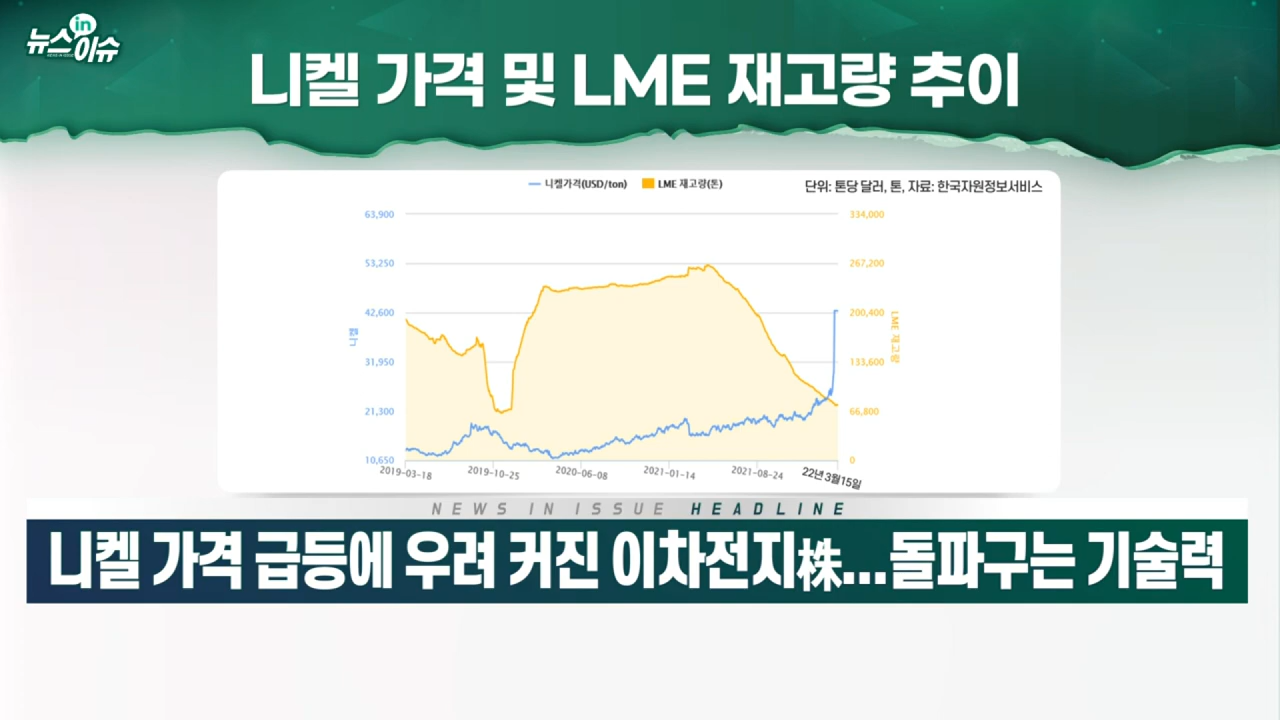 뉴스in이슈
니켈 가격 및 LME 재고량 추이
니켈가격(USD/ton) LME 재고량(톤)
단위: 톤당 달러, 톤, 자료: 한국자원정보서비스
63,900 334,000
53,250 267,200
42,600 200,400
니켈
LME 재고량
31,950 133,600
21,300 66,800
10,650 0
2019-03-18 2019-10-25 2020-06-08 2021-01-14 2021-08-24 22년 3월15일
NEWS IN ISSUE HEADLINE
니켈 가격 급등에 우려 커진 이차전지株...돌파구는 기술력